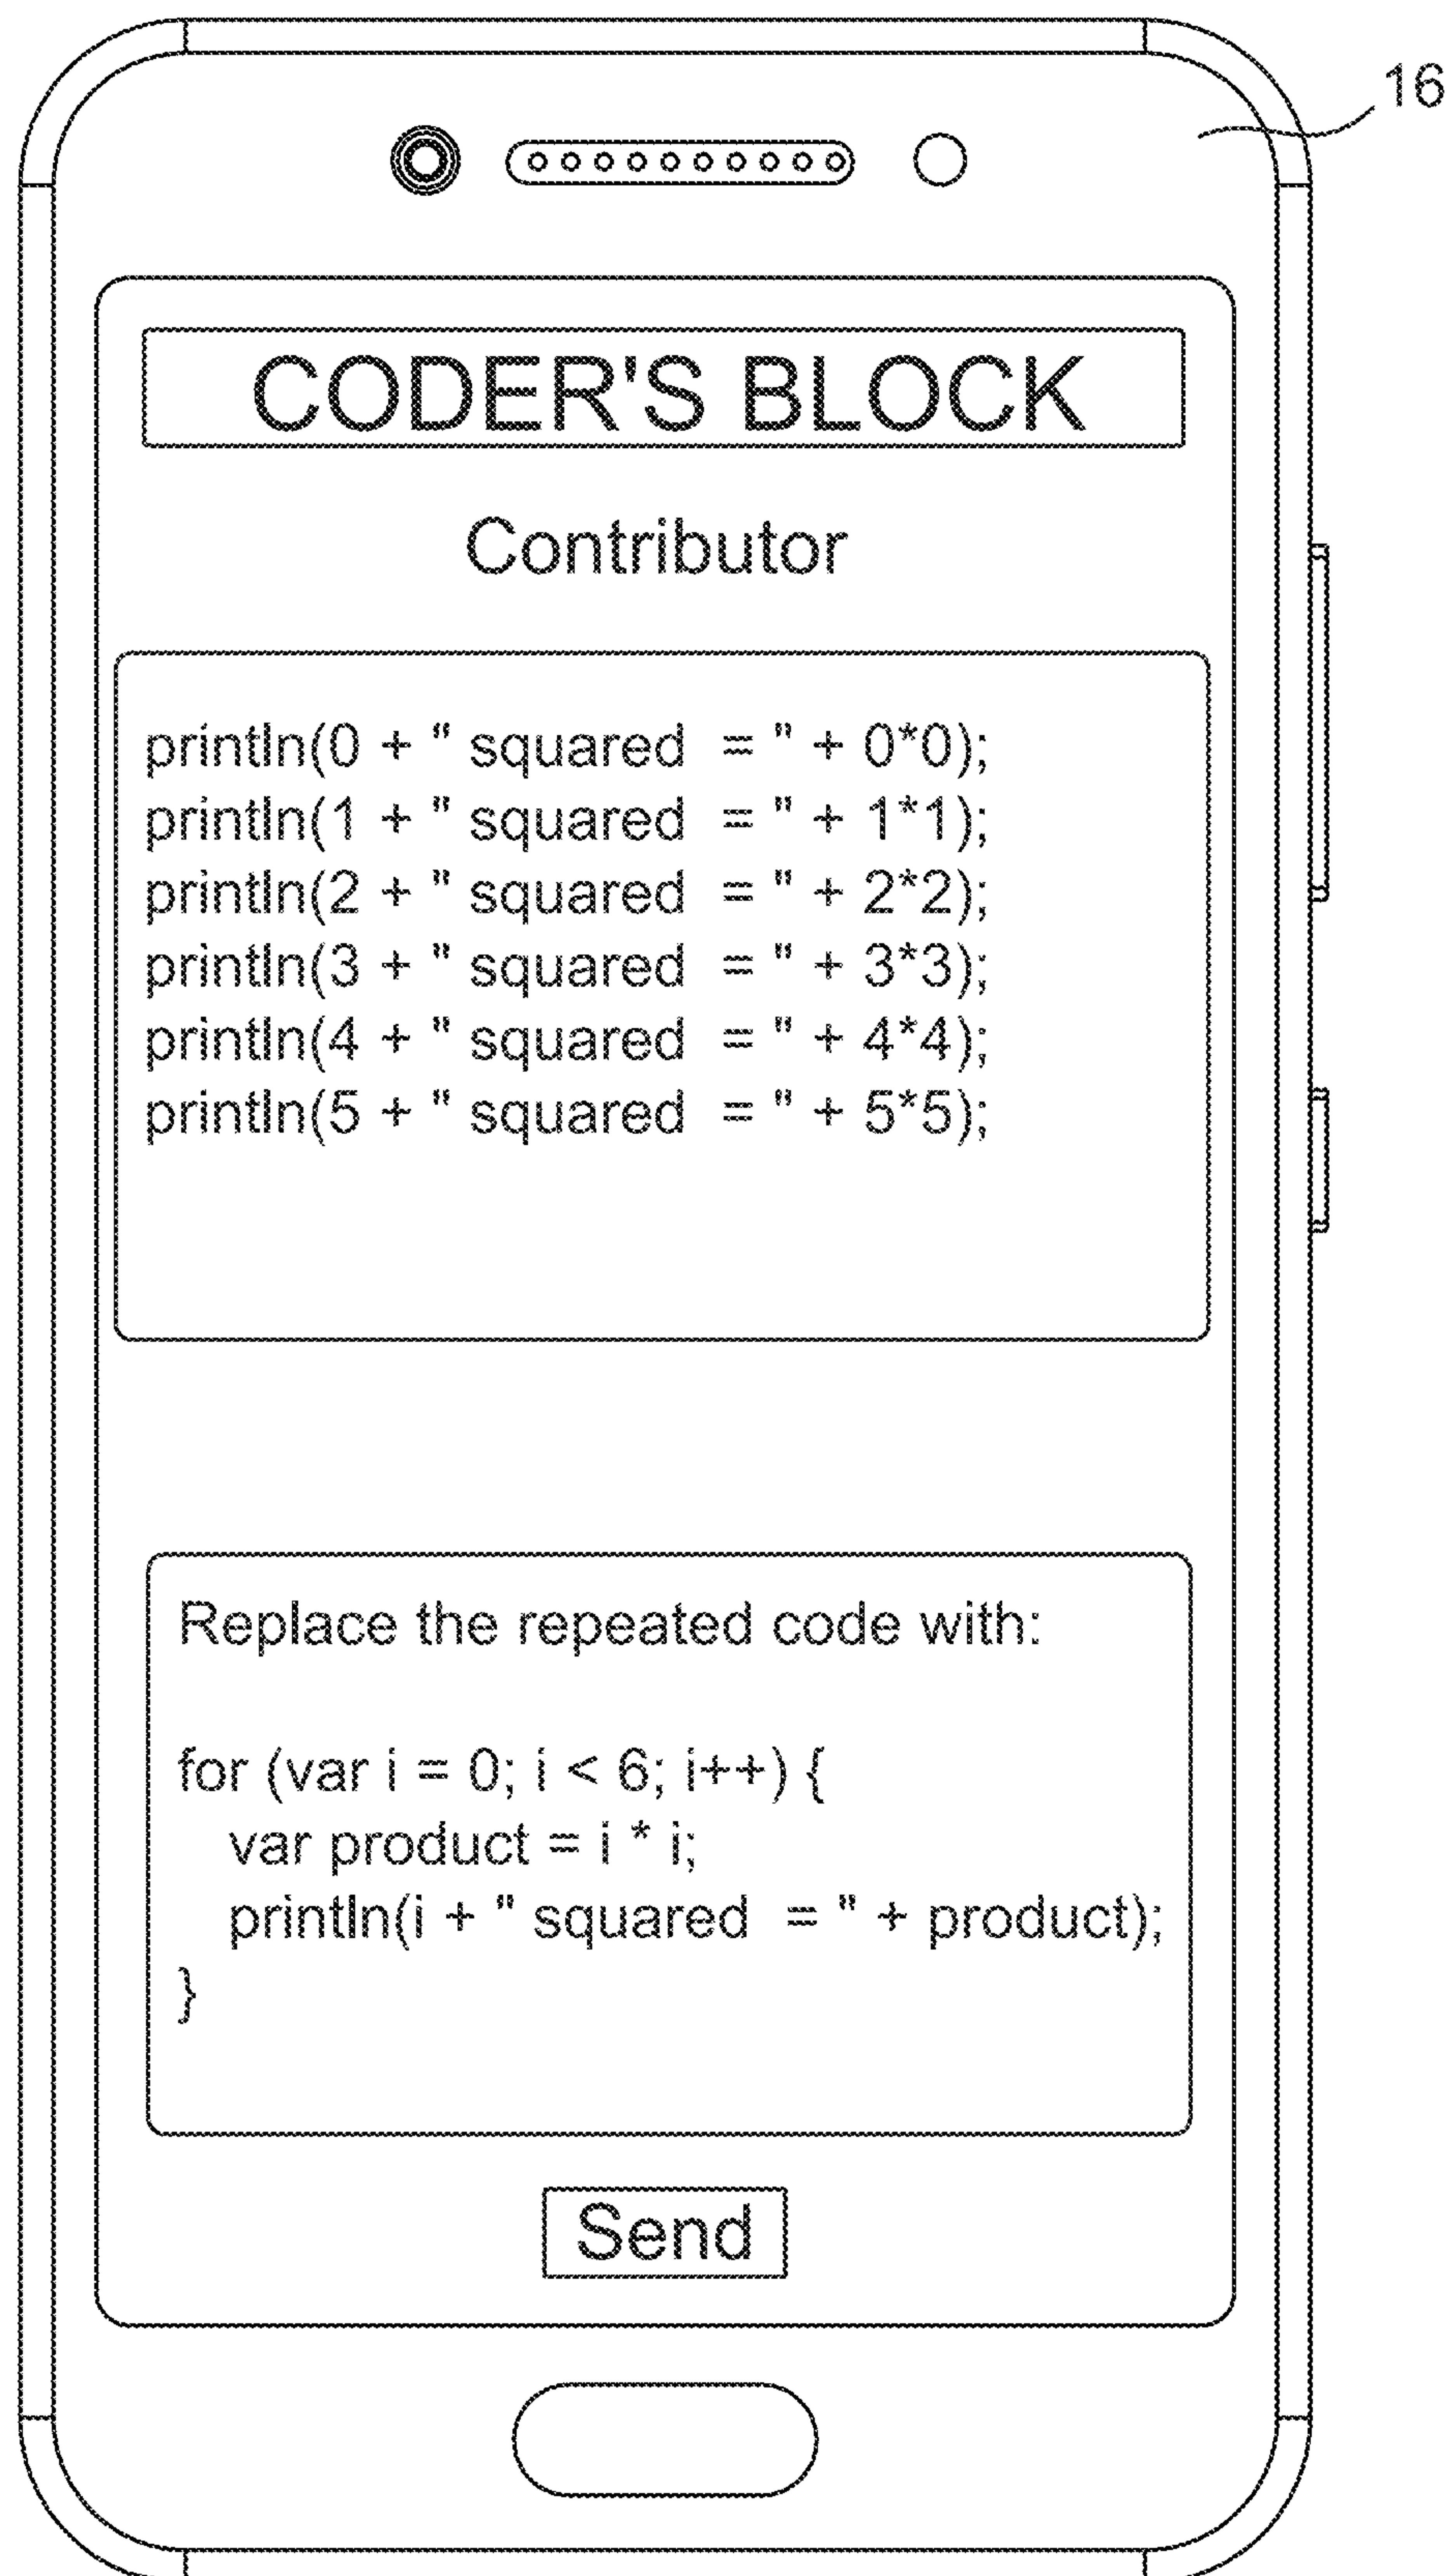 16
CODER'S BLOCK
Contributor
println(0 + " squared  = " + 0*0);
println(1 + " squared  = " + 1*1);
println(2 + " squared  = " + 2*2);
println(3 + " squared  = " + 3*3);
println(4 + " squared  = " + 4*4);
println(5 + " squared  = " + 5*5);
Replace the repeated code with:
for (var i = 0; i < 6; i++) {
   var product = i * i;
   println(i + " squared  = " + product);
}
Send